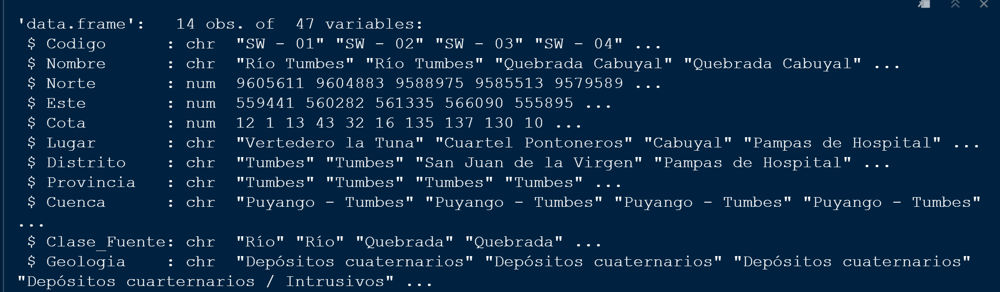 'data.frame':   14 obs. of  47 variables:
 $ Codigo      : chr  "SW - 01" "SW - 02" "SW - 03" "SW - 04" ...
 $ Nombre      : chr  "Río Tumbes" "Río Tumbes" "Quebrada Cabuyal" "Quebrada Cabuyal" ...
 $ Norte       : num  9605611 9604883 9588975 9585513 9579589 ...
 $ Este        : num  559441 560282 561335 566090 555895 ...
 $ Cota        : num  12 1 13 43 32 16 135 137 130 10 ...
 $ Lugar       : chr  "Vertedero la Tuna" "Cuartel Pontoneros" "Cabuyal" "Pampas de Hospital" ...
 $ Distrito    : chr  "Tumbes" "Tumbes" "San Juan de la Virgen" "Pampas de Hospital" ...
 $ Provincia   : chr  "Tumbes" "Tumbes" "Tumbes" "Tumbes" ...
 $ Cuenca      : chr  "Puyango - Tumbes" "Puyango - Tumbes" "Puyango - Tumbes" "Puyango - Tumbes"
...
 $ Clase_Fuente: chr  "Río" "Río" "Quebrada" "Quebrada" ...
 $ Geologia    : chr  "Depósitos cuaternarios" "Depósitos cuaternarios" "Depósitos cuaternarios"
"Depósitos cuarternarios / Intrusivos" ...